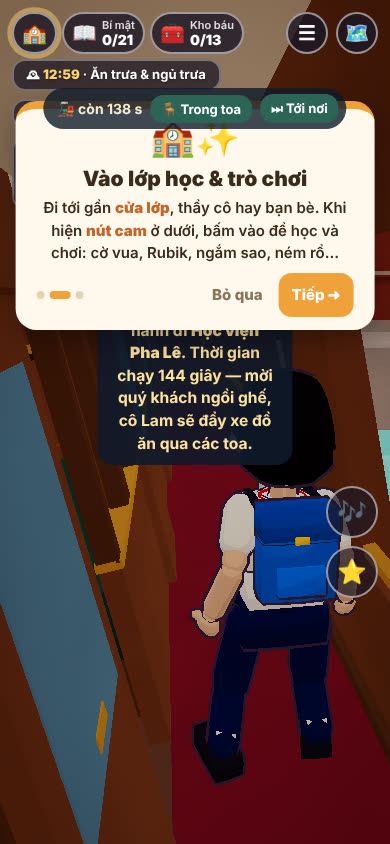 Bí mật
0/21
Kho báu
0/13
12:59 · Ăn trưa & ngủ trưa
còn 138 s
Trong toa
Tới nơi
Vào lớp học & trò chơi
Đi tới gần cửa lớp, thầy cô hay bạn bè. Khi
hiện nút cam ở dưới, bấm vào để học và
chơi: cờ vua, Rubik, ngắm sao, ném rổ...
Bỏ qua
Tiếp ➜
hành đi Học viện
Pha Lê. Thời gian
chạy 144 giây — mời
quý khách ngồi ghế,
cô Lam sẽ đẩy xe đồ
ăn qua các toa.